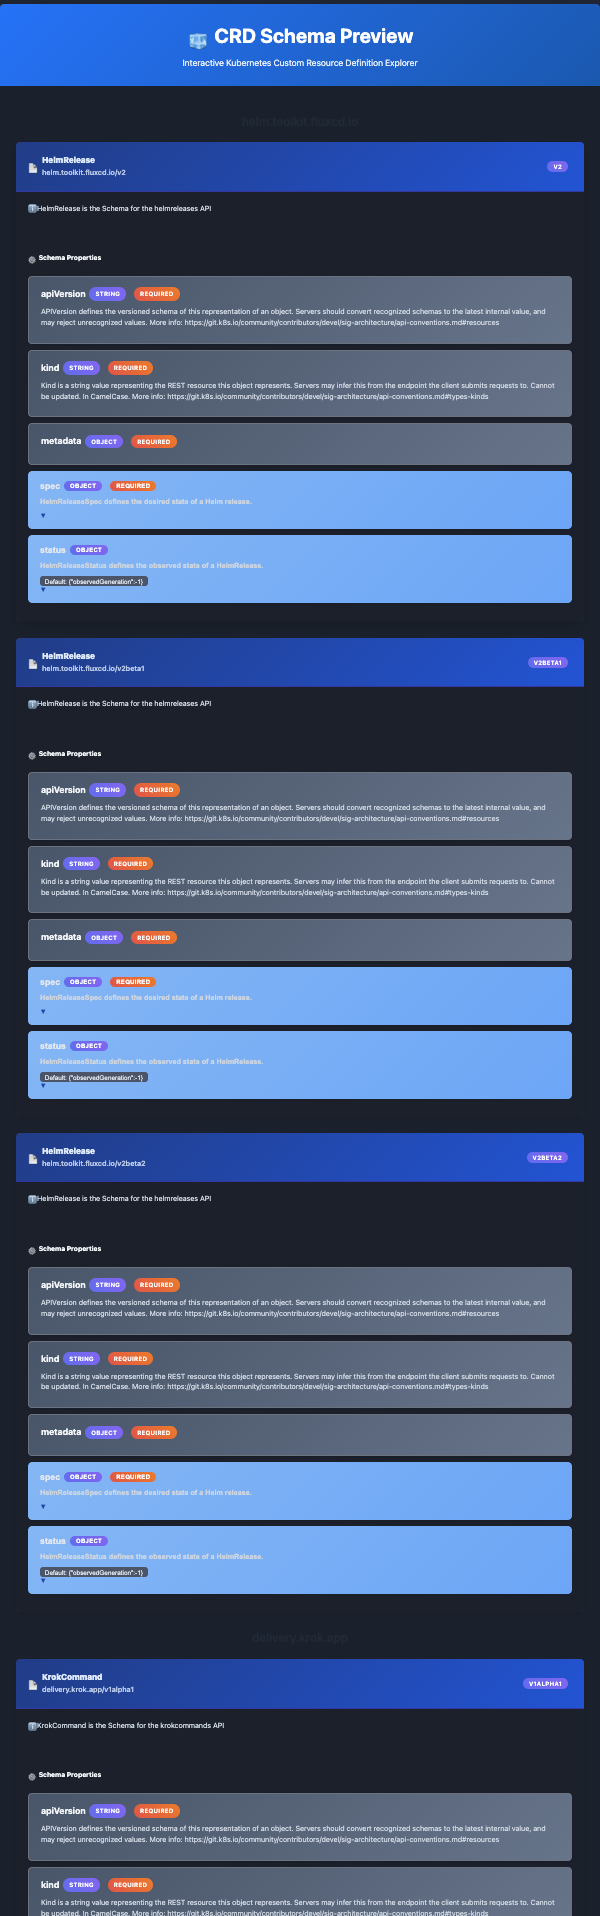 CRD Schema Preview
Interactive Kubernetes Custom Resource Definition Explorer
helm.toolkit.fluxcd.io
HelmRelease
helm.toolkit.fluxcd.io/v2
V2
HelmRelease is the Schema for the helmreleases API
Schema Properties
apiVersion STRING REQUIRED
APIVersion defines the versioned schema of this representation of an object. Servers should convert recognized schemas to the latest internal value, and
may reject unrecognized values. More info: https://git.k8s.io/community/contributors/devel/sig-architecture/api-conventions.md#resources
kind STRING REQUIRED
Kind is a string value representing the REST resource this object represents. Servers may infer this from the endpoint the client submits requests to. Cannot
be updated. In CamelCase. More info: https://git.k8s.io/community/contributors/devel/sig-architecture/api-conventions.md#types-kinds
metadata OBJECT REQUIRED
spec OBJECT REQUIRED
HelmReleaseSpec defines the desired state of a Helm release.
status OBJECT
HelmReleaseStatus defines the observed state of a HelmRelease.
Default: {"observedGeneration":-1}
HelmRelease
helm.toolkit.fluxcd.io/v2beta1
V2BETA1
HelmRelease is the Schema for the helmreleases API
Schema Properties
apiVersion STRING REQUIRED
APIVersion defines the versioned schema of this representation of an object. Servers should convert recognized schemas to the latest internal value, and
may reject unrecognized values. More info: https://git.k8s.io/community/contributors/devel/sig-architecture/api-conventions.md#resources
kind STRING REQUIRED
Kind is a string value representing the REST resource this object represents. Servers may infer this from the endpoint the client submits requests to. Cannot
be updated. In CamelCase. More info: https://git.k8s.io/community/contributors/devel/sig-architecture/api-conventions.md#types-kinds
metadata OBJECT REQUIRED
spec OBJECT REQUIRED
HelmReleaseSpec defines the desired state of a Helm release.
status OBJECT
HelmReleaseStatus defines the observed state of a HelmRelease.
Default: {"observedGeneration":-1}
HelmRelease
helm.toolkit.fluxcd.io/v2beta2
V2BETA2
HelmRelease is the Schema for the helmreleases API
Schema Properties
apiVersion STRING REQUIRED
APIVersion defines the versioned schema of this representation of an object. Servers should convert recognized schemas to the latest internal value, and
may reject unrecognized values. More info: https://git.k8s.io/community/contributors/devel/sig-architecture/api-conventions.md#resources
kind STRING REQUIRED
Kind is a string value representing the REST resource this object represents. Servers may infer this from the endpoint the client submits requests to. Cannot
be updated. In CamelCase. More info: https://git.k8s.io/community/contributors/devel/sig-architecture/api-conventions.md#types-kinds
metadata OBJECT REQUIRED
spec OBJECT REQUIRED
HelmReleaseSpec defines the desired state of a Helm release.
status OBJECT
HelmReleaseStatus defines the observed state of a HelmRelease.
Default: {"observedGeneration":-1}
delivery.krok.app
KrokCommand
delivery.krok.app/v1alpha1
V1ALPHA1
KrokCommand is the Schema for the krokcommands API
Schema Properties
apiVersion STRING REQUIRED
APIVersion defines the versioned schema of this representation of an object. Servers should convert recognized schemas to the latest internal value, and
may reject unrecognized values. More info: https://git.k8s.io/community/contributors/devel/sig-architecture/api-conventions.md#resources
kind STRING REQUIRED
Kind is a string value representing the REST resource this object represents. Servers may infer this from the endpoint the client submits requests to. Cannot
be updated. In CamelCase. More info: https://git.k8s.io/community/contributors/devel/sig-architecture/api-conventions.md#types-kinds